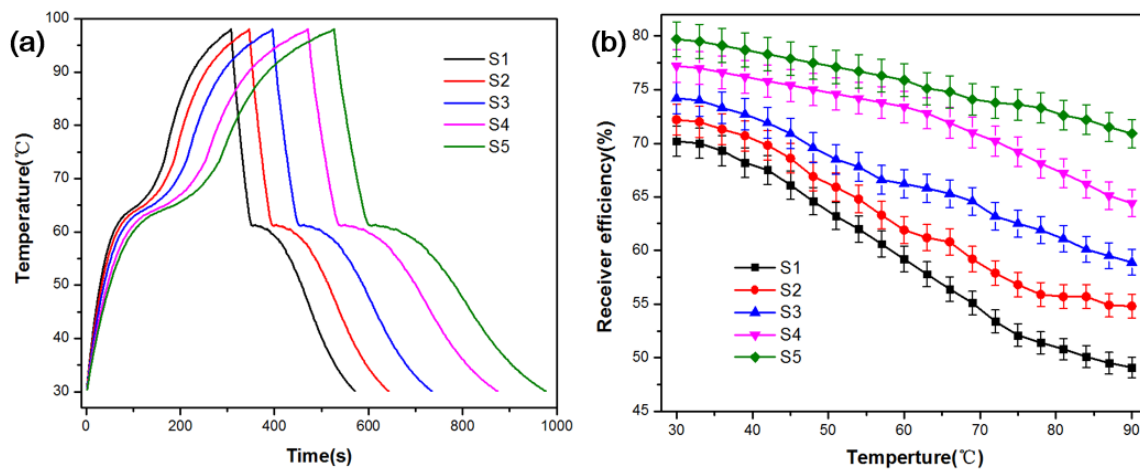 (a)
Temperature(℃)
100
90
80
70
60
50
40
30
S1
S2
S3
S4
S5
0
200
400
600
800
1000
Time(s)
(b)
Receiver efficiency(%)
80
75
70
65
60
55
50
45
S1
S2
S3
S4
S5
30
40
50
60
70
80
90
Temperture(℃)